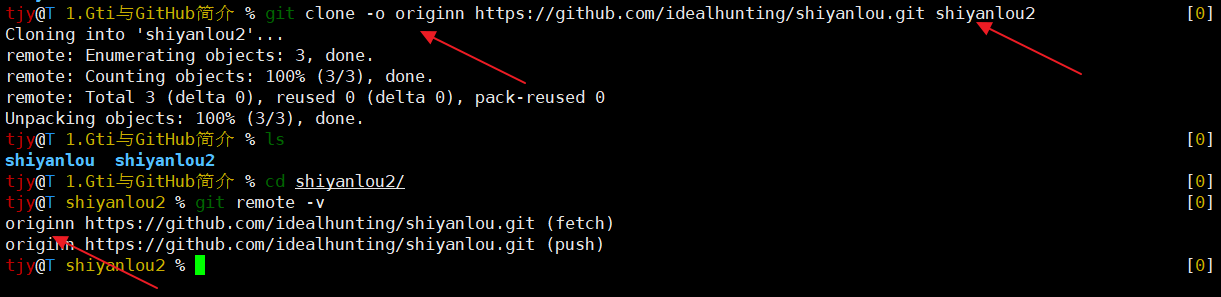 tjy@T 1.Gti与GitHub简介 % git clone -o originn https://github.com/idealhunting/shiyanlou.git shiyanlou2 [0]
Cloning into 'shiyanlou2'...
remote: Enumerating objects: 3, done.
remote: Counting objects: 100% (3/3), done.
remote: Total 3 (delta 0), reused 0 (delta 0), pack-reused 0
Unpacking objects: 100% (3/3), done.
tjy@T 1.Gti与GitHub简介 % ls [0]
shiyanlou  shiyanlou2
tjy@T 1.Gti与GitHub简介 % cd shiyanlou2/ [0]
tjy@T shiyanlou2 % git remote -v [0]
originn https://github.com/idealhunting/shiyanlou.git (fetch)
originn https://github.com/idealhunting/shiyanlou.git (push)
tjy@T shiyanlou2 % [0]